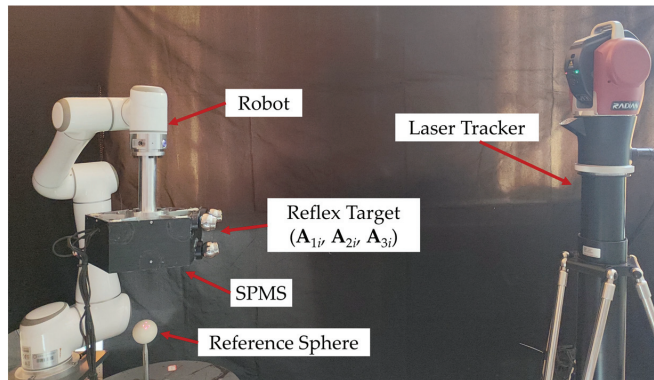 Robot
RADIAN
Laser Tracker
Reflex Target
(A₁ᵢ, A₂ᵢ, A₃ᵢ)
SPMS
Reference Sphere